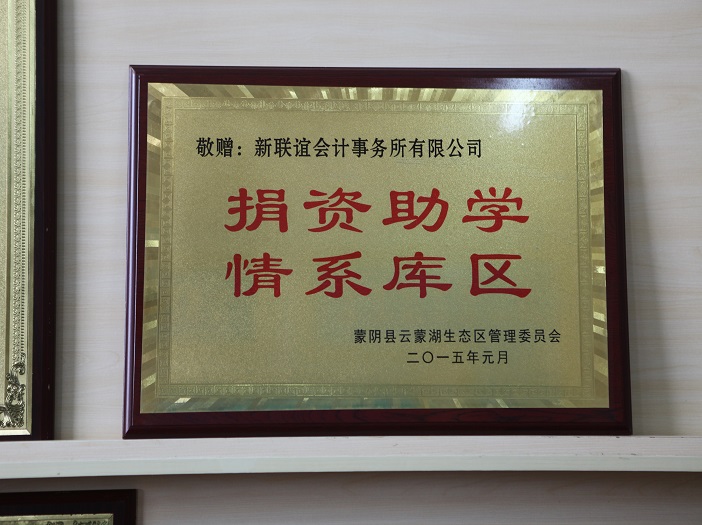 敬赠：新联谊会计事务所有限公司
捐资助学
情系库区
蒙阴县云蒙湖生态区管理委员会
二〇一五年元月